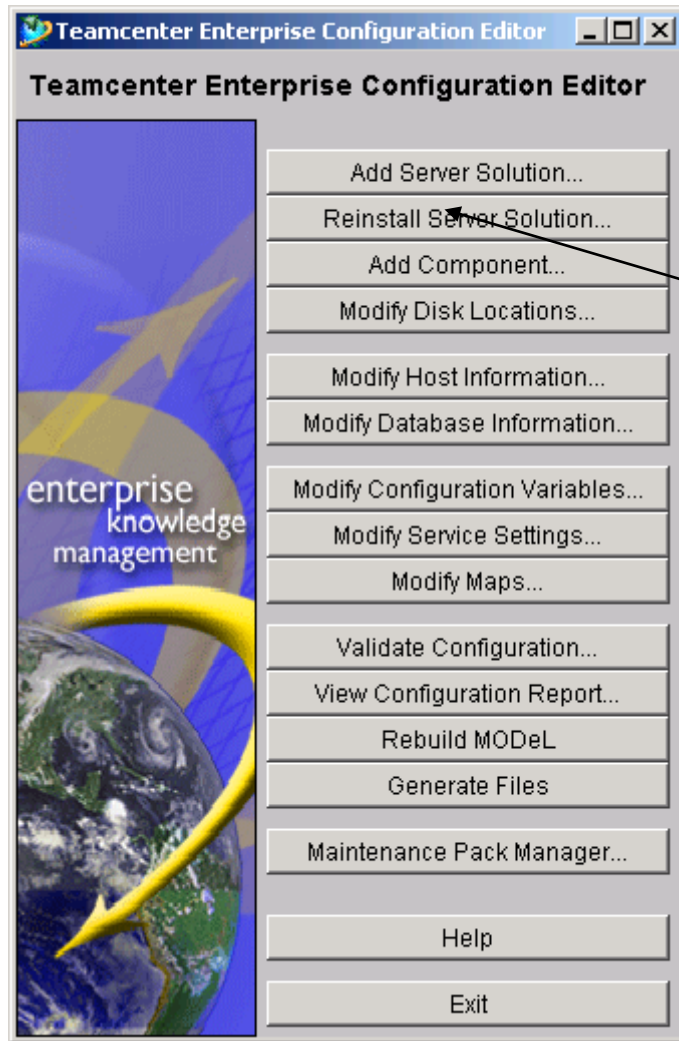 Teamcenter Enterprise Configuration Editor
Teamcenter Enterprise Configuration Editor
Add Server Solution...
Reinstall Server Solution...
Add Component...
Modify Disk Locations...
Modify Host Information...
Modify Database Information...
enterprise
knowledge
management
Modify Configuration Variables...
Modify Service Settings...
Modify Maps...
Validate Configuration...
View Configuration Report...
Rebuild MODeL
Generate Files
Maintenance Pack Manager...
Help
Exit